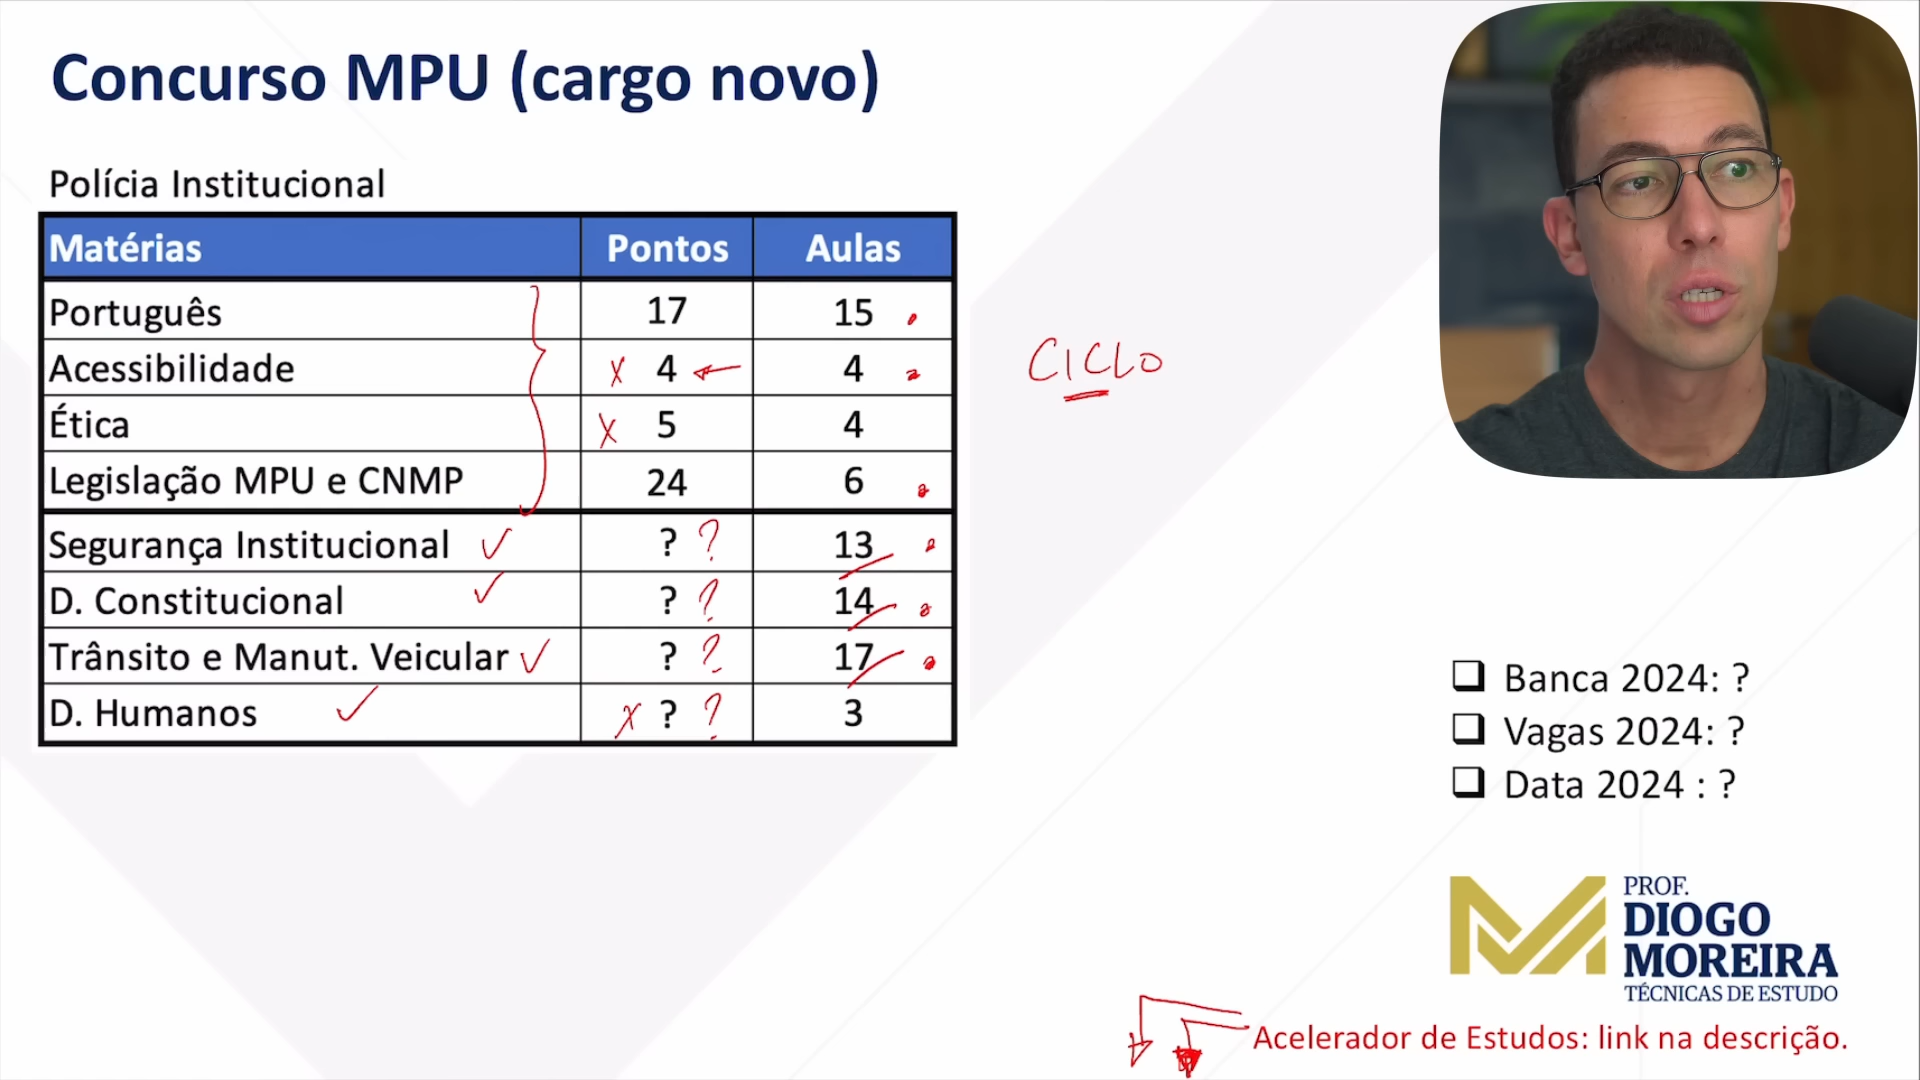 Concurso MPU (cargo novo)
Polícia Institucional
Matérias Pontos Aulas
Português 17 15
Acessibilidade x 4 4
Ética x 5 4
Legislação MPU e CNMP 24 6
Segurança Institucional ? ? 13
D. Constitucional ? ? 14
Trânsito e Manut. Veicular ? ? 17
D. Humanos x ? ? 3
CICLO
Banca 2024: ?
Vagas 2024: ?
Data 2024 : ?
PROF.
DIOGO
MOREIRA
TÉCNICAS DE ESTUDO
Acelerador de Estudos: link na descrição.